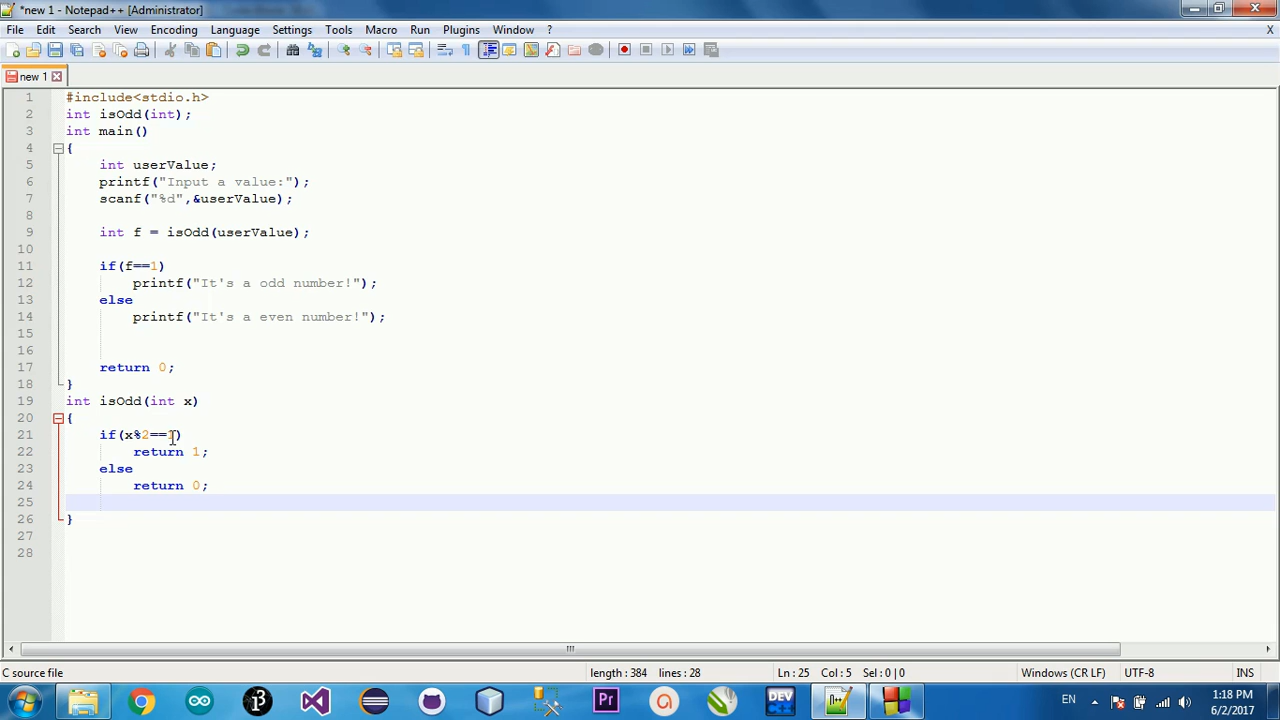 *new 1 - Notepad++ [Administrator]
File Edit Search View Encoding Language Settings Tools Macro Run Plugins Window ? X
new 1
1 #include<stdio.h>
2 int isOdd(int);
3 int main()
4 {
5 int userValue;
6 printf("Input a value:");
7 scanf("%d",&userValue);
8
9 int f = isOdd(userValue);
10
11 if(f==1)
12 printf("It's a odd number!");
13 else
14 printf("It's a even number!");
15
16
17 return 0;
18 }
19 int isOdd(int x)
20 {
21 if(x%2==1)
22 return 1;
23 else
24 return 0;
25
26 }
27
28
C source file length : 384 lines : 28 Ln : 25 Col : 5 Sel : 0 | 0 Windows (CR LF) UTF-8 INS
Pr DEV EN 1:18 PM
6/2/2017